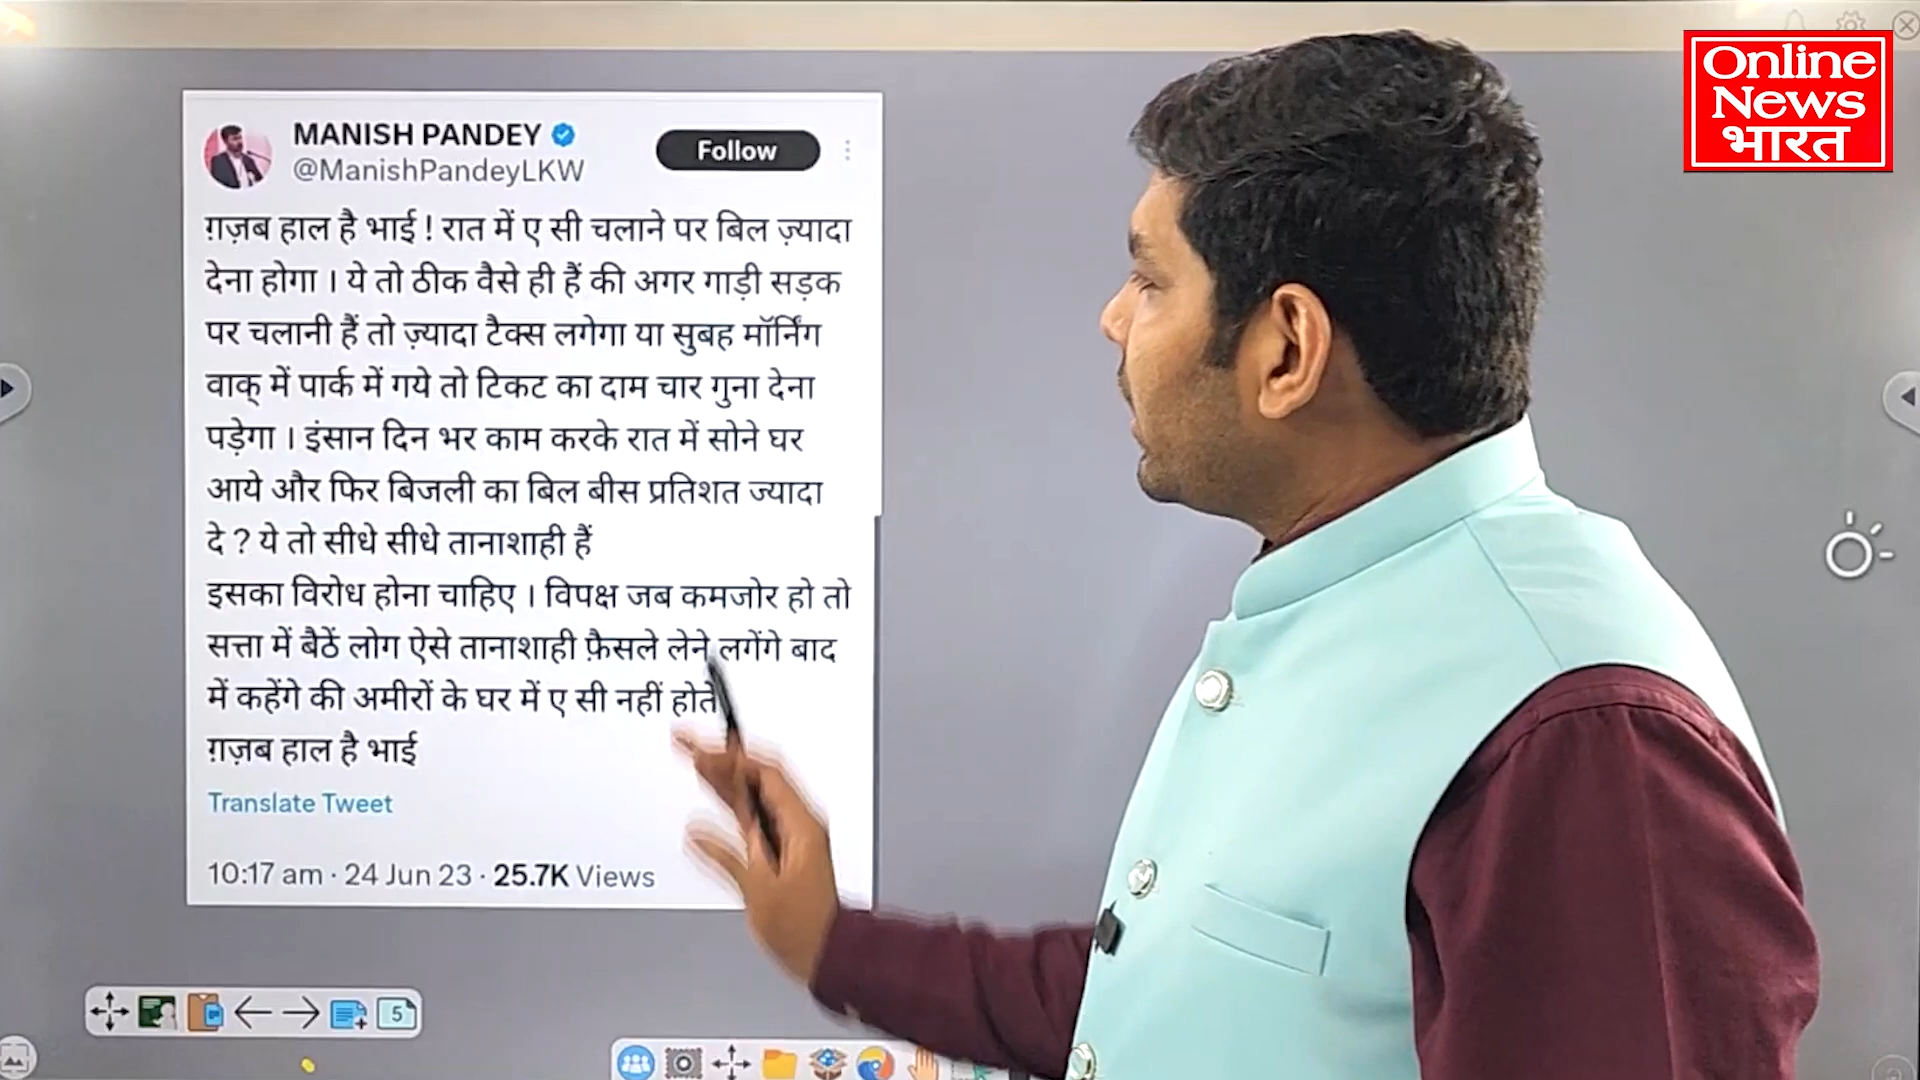 Online
News
भारत
MANISH PANDEY
Follow
@ManishPandeyLKW
ग़ज़ब हाल है भाई ! रात में ए सी चलाने पर बिल ज़्यादा
देना होगा । ये तो ठीक वैसे ही हैं की अगर गाड़ी सड़क
पर चलानी हैं तो ज़्यादा टैक्स लगेगा या सुबह मॉर्निंग
वाक् में पार्क में गये तो टिकट का दाम चार गुना देना
पड़ेगा । इंसान दिन भर काम करके रात में सोने घर
आये और फिर बिजली का बिल बीस प्रतिशत ज्यादा
दे ? ये तो सीधे सीधे तानाशाही हैं
इसका विरोध होना चाहिए । विपक्ष जब कमजोर हो तो
सत्ता में बैठें लोग ऐसे तानाशाही फ़ैसले लेने लगेंगे बाद
में कहेंगे की अमीरों के घर में ए सी नहीं होते
ग़ज़ब हाल है भाई
Translate Tweet
10:17 am · 24 Jun 23 · 25.7K Views
5